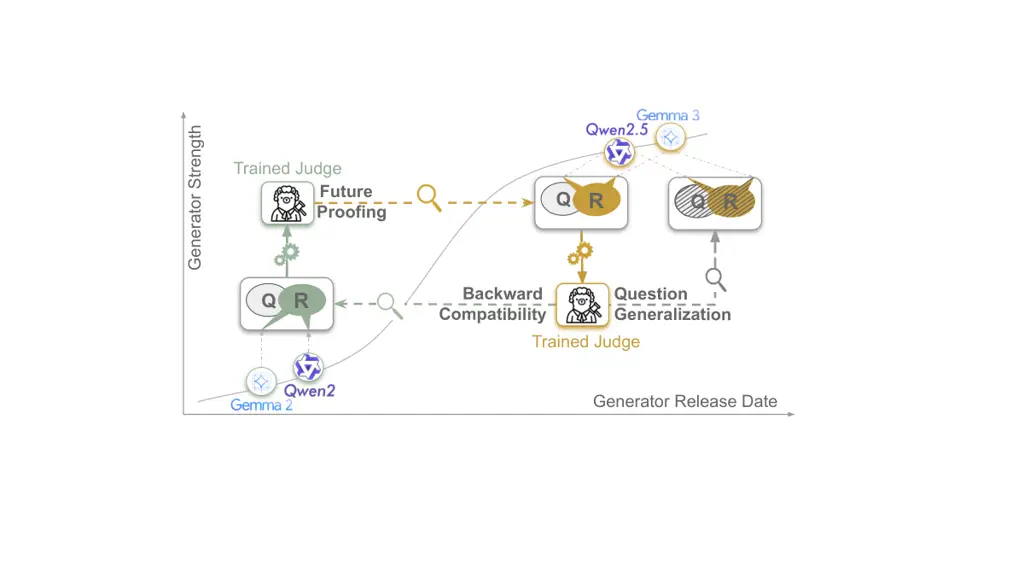 Generator Strength
Trained Judge
Future
Proofing
Gemma 3
Qwen2.5
Q R
Q R
Q R
Backward
Compatibility
Question
Generalization
Trained Judge
Gemma 2
Qwen2
Generator Release Date